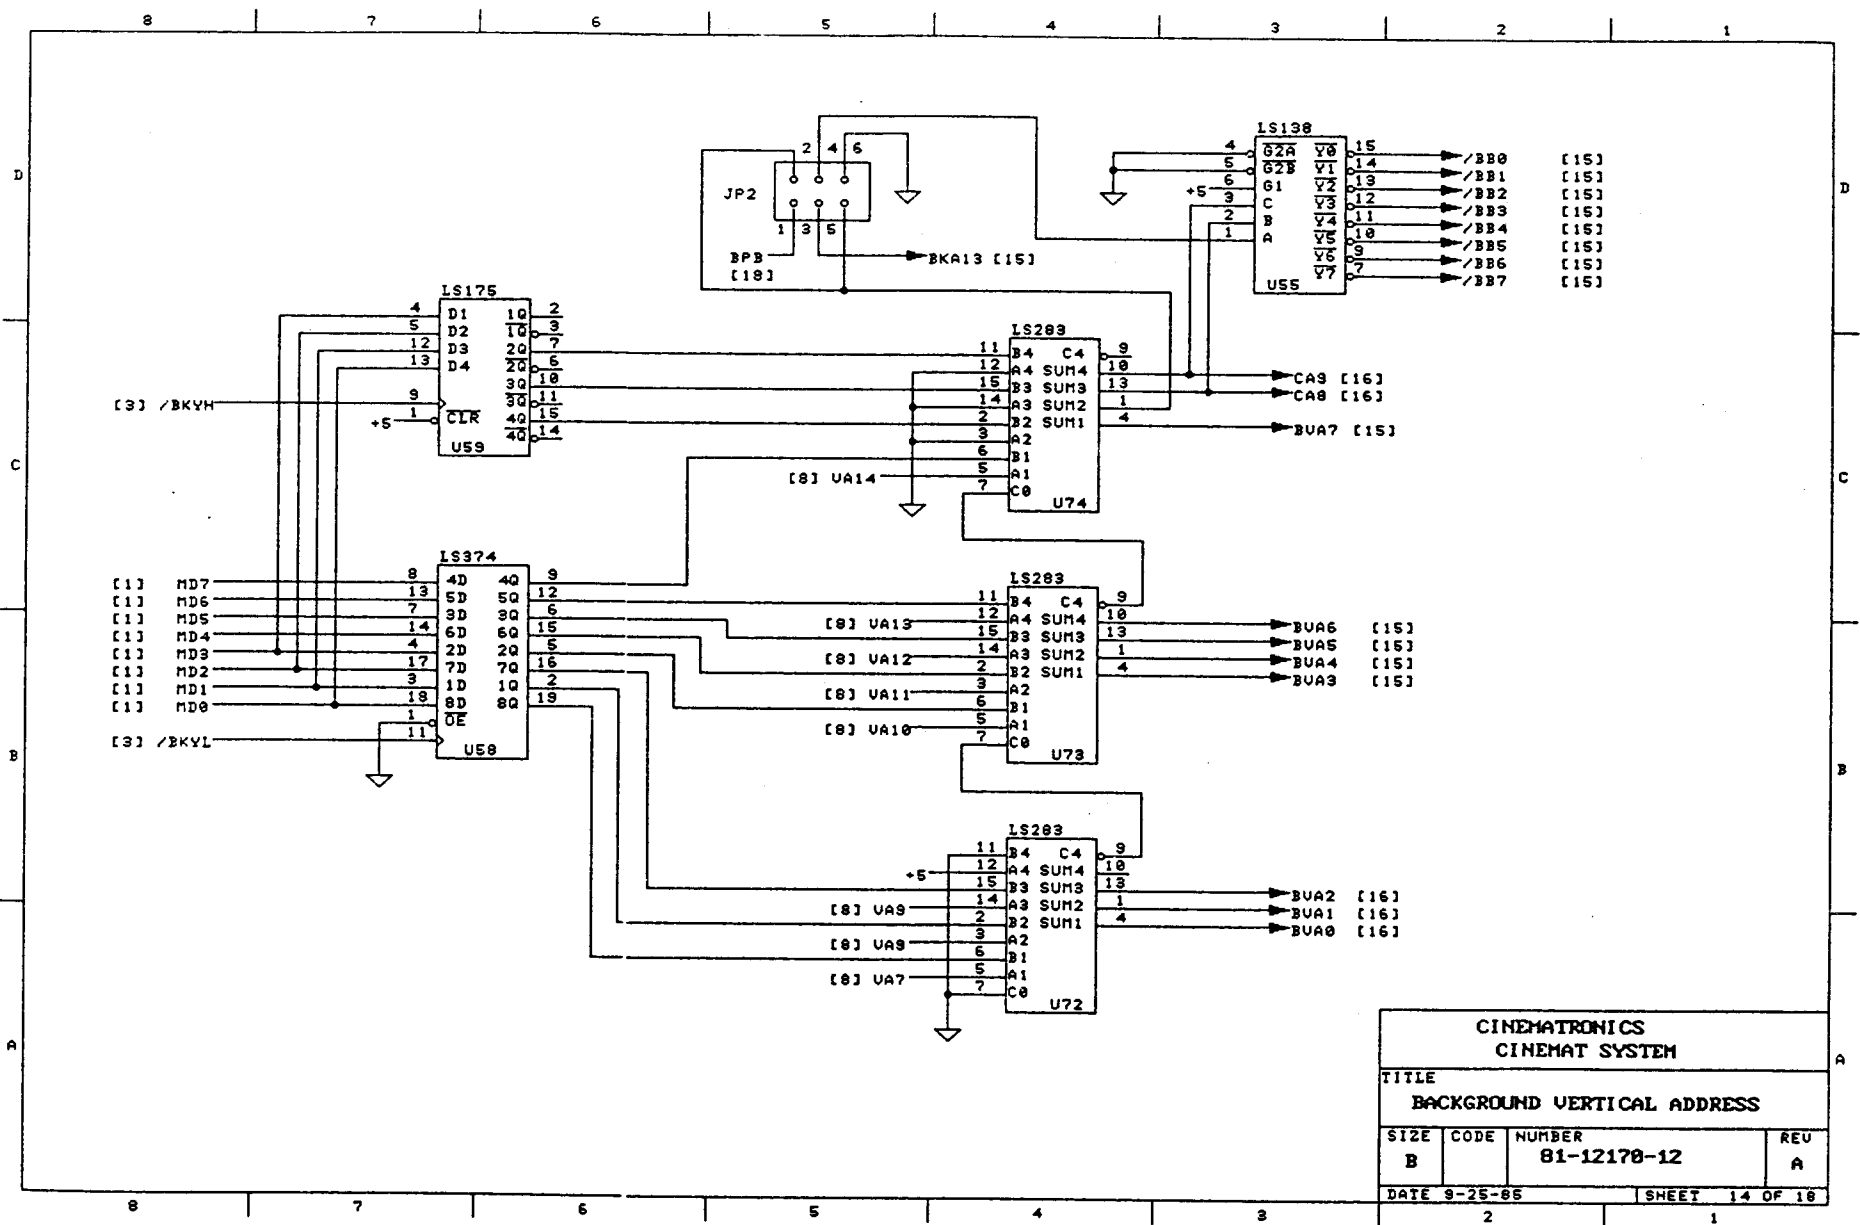 8 7 6 5 4 3 2 1
D
D
C
C
B
B
A
A
JP2
2 4 6
1 3 5
BPB
[18]
BKA13 [15]
LS138
4 G2A Y0 15 /BB0 [15]
5 G2B Y1 14 /BB1 [15]
+5 6 G1 Y2 13 /BB2 [15]
3 C Y3 12 /BB3 [15]
2 B Y4 11 /BB4 [15]
1 A Y5 10 /BB5 [15]
Y6 9 /BB6 [15]
Y7 7 /BB7 [15]
U55
LS175
4 D1 1Q 2
5 D2 1Q 3
12 D3 2Q 7
13 D4 2Q 6
3Q 10
[3] /BKYH 9 3Q 11
+5 1 CLR 4Q 15
4Q 14
U59
LS283
11 B4 C4 9
12 A4 SUM4 10 CA9 [16]
15 B3 SUM3 13 CA8 [16]
14 A3 SUM2 1
2 B2 SUM1 4 BVA7 [15]
3 A2
6 B1
[8] VA14 5 A1
7 C0
U74
LS374
[1] MD7 8 4D 4Q 9
[1] MD6 13 5D 5Q 12
[1] MD5 7 3D 3Q 6
[1] MD4 14 6D 6Q 15
[1] MD3 4 2D 2Q 5
[1] MD2 17 7D 7Q 16
[1] MD1 3 1D 1Q 2
[1] MD0 18 8D 8Q 19
1 OE
[3] /BKYL 11
U58
LS283
11 B4 C4 9
[8] VA13 12 A4 SUM4 10 BVA6 [15]
15 B3 SUM3 13 BVA5 [15]
[8] VA12 14 A3 SUM2 1 BVA4 [15]
2 B2 SUM1 4 BVA3 [15]
[8] VA11 3 A2
6 B1
[8] VA10 5 A1
7 C0
U73
LS283
11 B4 C4 9
+5 12 A4 SUM4 10
15 B3 SUM3 13 BVA2 [16]
[8] VA9 14 A3 SUM2 1 BVA1 [16]
2 B2 SUM1 4 BVA0 [16]
[8] VA9 3 A2
6 B1
[8] VA7 5 A1
7 C0
U72
CINEMATRONICS
CINEMAT SYSTEM
TITLE
BACKGROUND VERTICAL ADDRESS
SIZE CODE NUMBER REV
B 81-12170-12 A
DATE 9-25-85 SHEET 14 OF 18
8 7 6 5 4 3 2 1